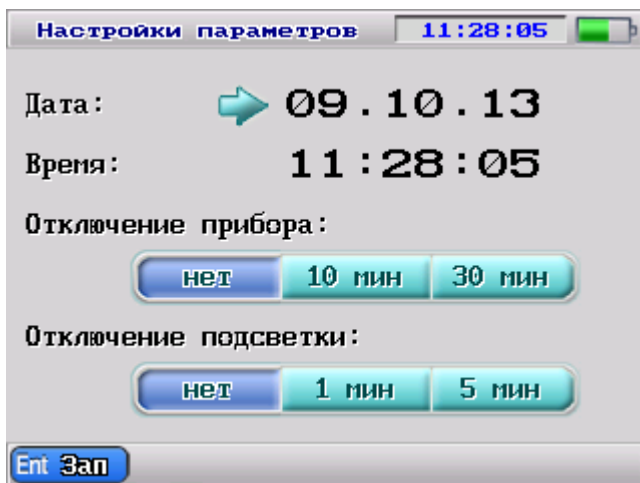 Настройки параметров 11:28:05
Дата: 09.10.13
Время: 11:28:05
Отключение прибора:
нет 10 мин 30 мин
Отключение подсветки:
нет 1 мин 5 мин
Ent Зап